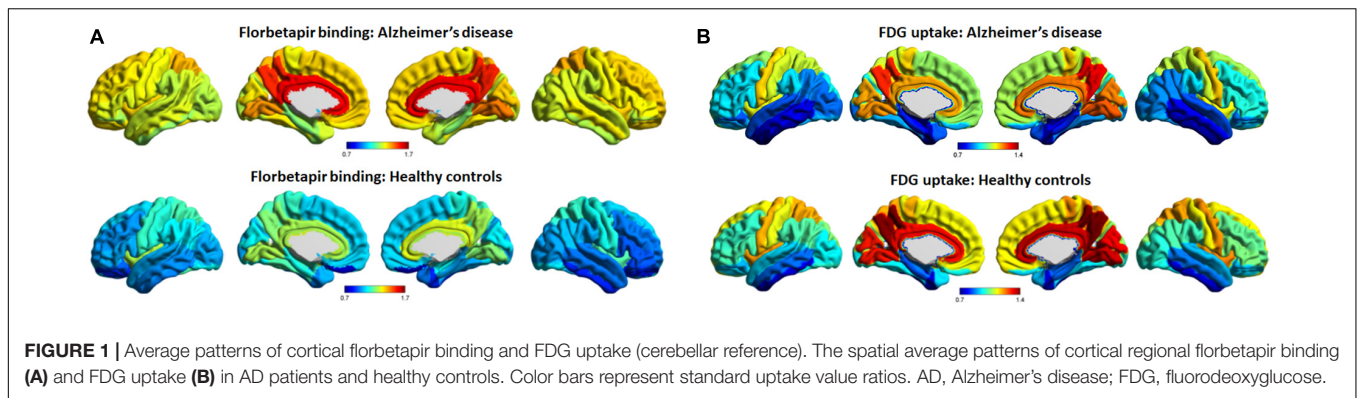 A
Florbetapir binding: Alzheimer's disease
0.7
1.7
Florbetapir binding: Healthy controls
0.7
1.7
B
FDG uptake: Alzheimer's disease
0.7
1.4
FDG uptake: Healthy controls
0.7
1.4
FIGURE 1 | Average patterns of cortical florbetapir binding and FDG uptake (cerebellar reference). The spatial average patterns of cortical regional florbetapir binding
(A) and FDG uptake (B) in AD patients and healthy controls. Color bars represent standard uptake value ratios. AD, Alzheimer's disease; FDG, fluorodeoxyglucose.